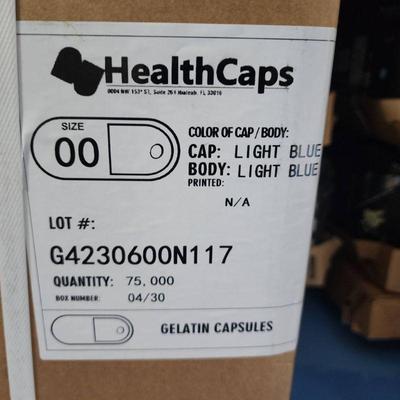 HealthCaps
SIZE
00
COLOR OF CAP / BODY:
CAP: LIGHT BLUE
BODY: LIGHT BLUE
PRINTED:
N/A
LOT #:
G4230600N117
QUANTITY: 75,000
BOX NUMBER: 04/30
GELATIN CAPSULES